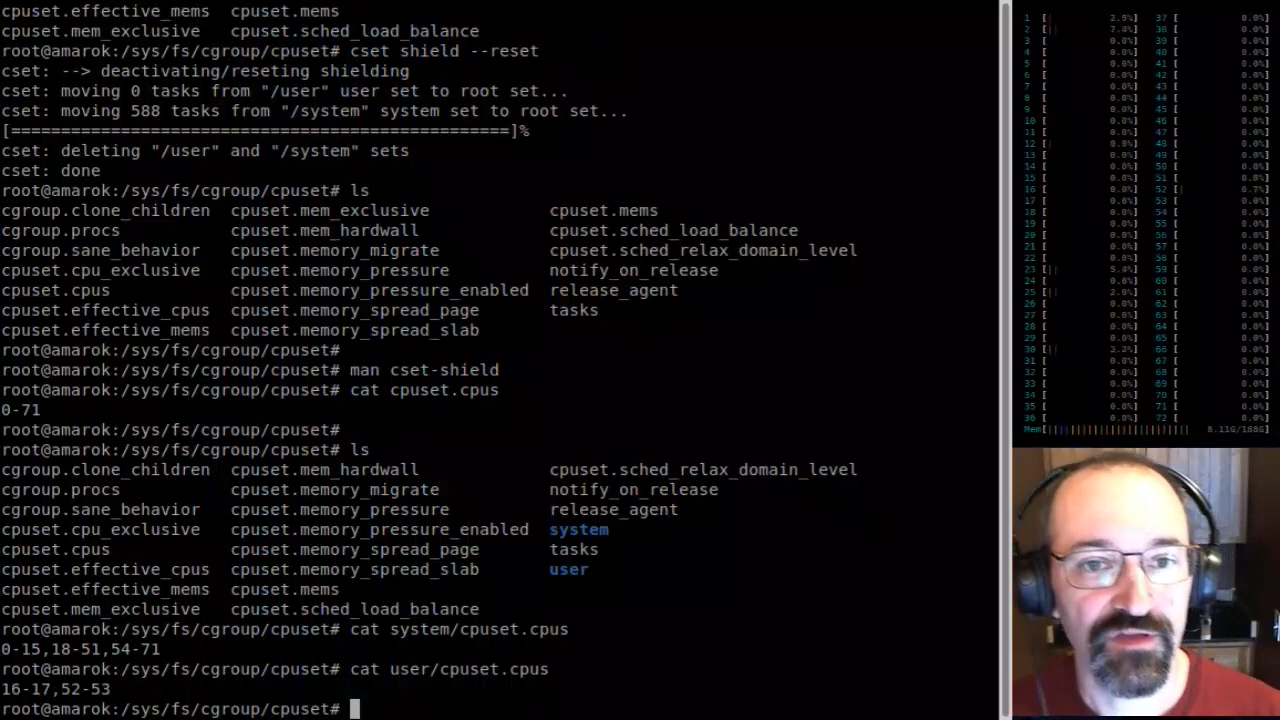 cpuset.effective_mems cpuset.mems
cpuset.mem_exclusive cpuset.sched_load_balance
root@amarok:/sys/fs/cgroup/cpuset# cset shield --reset
cset: --> deactivating/reseting shielding
cset: moving 0 tasks from "/user" user set to root set...
cset: moving 588 tasks from "/system" system set to root set...
[==================================================]%
cset: deleting "/user" and "/system" sets
cset: done
root@amarok:/sys/fs/cgroup/cpuset# ls
cgroup.clone_children cpuset.mem_exclusive cpuset.mems
cgroup.procs cpuset.mem_hardwall cpuset.sched_load_balance
cgroup.sane_behavior cpuset.memory_migrate cpuset.sched_relax_domain_level
cpuset.cpu_exclusive cpuset.memory_pressure notify_on_release
cpuset.cpus cpuset.memory_pressure_enabled release_agent
cpuset.effective_cpus cpuset.memory_spread_page tasks
cpuset.effective_mems cpuset.memory_spread_slab
root@amarok:/sys/fs/cgroup/cpuset#
root@amarok:/sys/fs/cgroup/cpuset# man cset-shield
root@amarok:/sys/fs/cgroup/cpuset# cat cpuset.cpus
0-71
root@amarok:/sys/fs/cgroup/cpuset#
root@amarok:/sys/fs/cgroup/cpuset# ls
cgroup.clone_children cpuset.mem_hardwall cpuset.sched_relax_domain_level
cgroup.procs cpuset.memory_migrate notify_on_release
cgroup.sane_behavior cpuset.memory_pressure release_agent
cpuset.cpu_exclusive cpuset.memory_pressure_enabled system
cpuset.cpus cpuset.memory_spread_page tasks
cpuset.effective_cpus cpuset.memory_spread_slab user
cpuset.effective_mems cpuset.mems
cpuset.mem_exclusive cpuset.sched_load_balance
root@amarok:/sys/fs/cgroup/cpuset# cat system/cpuset.cpus
0-15,18-51,54-71
root@amarok:/sys/fs/cgroup/cpuset# cat user/cpuset.cpus
16-17,52-53
root@amarok:/sys/fs/cgroup/cpuset#
Mem 8.11G/188G